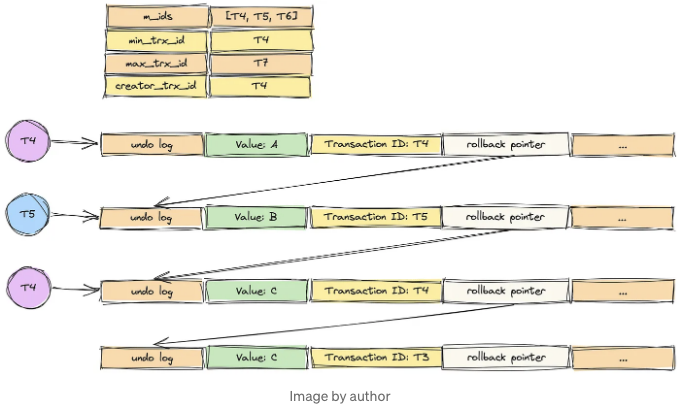 m_ids [T4, T5, T6]
min_trx_id T4
max_trx_id T7
creator_trx_id T4
T4 undo log Value: A Transaction ID: T4 rollback pointer ...
T5 undo log Value: B Transaction ID: T5 rollback pointer ...
T4 undo log Value: C Transaction ID: T4 rollback pointer ...
undo log Value: C Transaction ID: T3 rollback pointer ...
Image by author